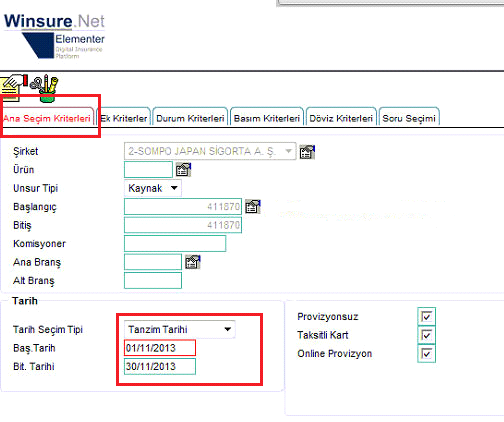 Winsure.Net
Elementer
Digital Insurance
Platform
Ana Seçim Kriterleri Ek Kriterler Durum Kriterleri Basım Kriterleri Döviz Kriterleri Soru Seçimi
Şirket 2-SOMPO JAPAN SİGORTA A. Ş.
Ürün
Unsur Tipi Kaynak
Başlangıç 411870
Bitiş 411870
Komisyoner
Ana Branş
Alt Branş
Tarih
Tarih Seçim Tipi Tanzim Tarihi
Baş.Tarih 01/11/2013
Bit. Tarihi 30/11/2013
Provizyonsuz
Taksitli Kart
Online Provizyon